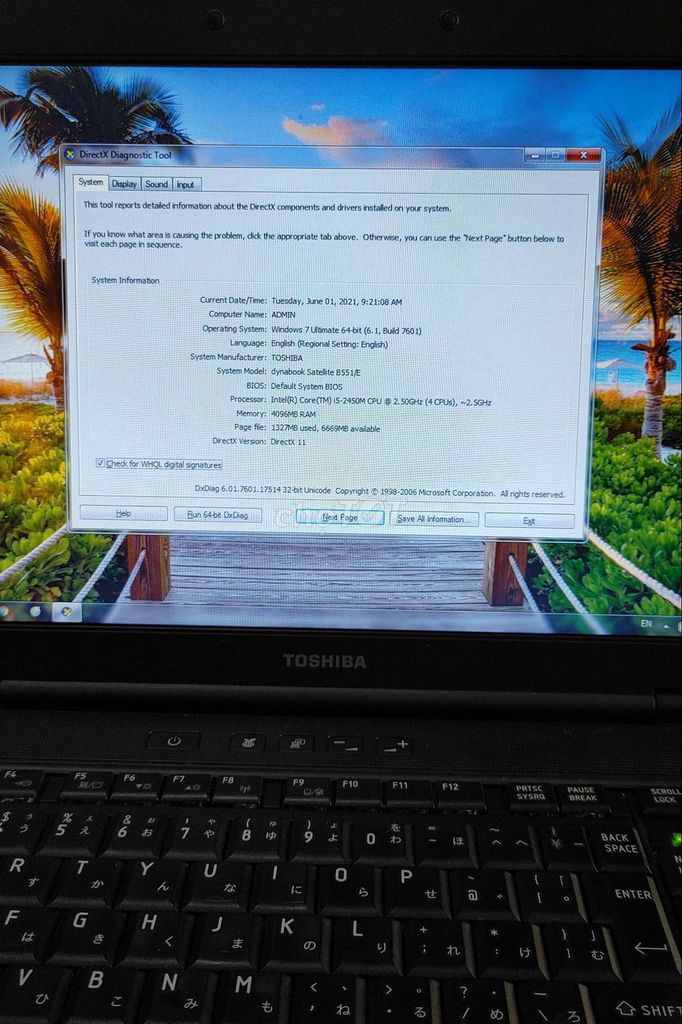 DirectX Diagnostic Tool
System Display Sound Input
This tool reports detailed information about the DirectX components and drivers installed on your system.
If you know what area is causing the problem, click the appropriate tab above. Otherwise, you can use the "Next Page" button below to
visit each page in sequence.
System Information
Current Date/Time: Tuesday, June 01, 2021, 9:21:08 AM
Computer Name: ADMIN
Operating System: Windows 7 Ultimate 64-bit (6.1, Build 7601)
Language: English (Regional Setting: English)
System Manufacturer: TOSHIBA
System Model: dynabook Satellite B551/E
BIOS: Default System BIOS
Processor: Intel(R) Core(TM) i5-2450M CPU @ 2.50GHz (4 CPUs), ~2.5GHz
Memory: 4096MB RAM
Page file: 1327MB used, 6669MB available
DirectX Version: DirectX 11
Check for WHQL digital signatures
DxDiag 6.01.7601.17514 32-bit Unicode Copyright © 1998-2006 Microsoft Corporation. All rights reserved.
Help Run 64-bit DxDiag Next Page Save All Information... Exit
EN
TOSHIBA
F4 F5 F6 F7 F8 F9 F10 F11 F12 PRTSC PAUSE SCROLL
SYSRQ BREAK LOCK
$ ぅ % ぇ & ぉ ' ゃ ( ゅ ) ょ を = ~ BACK
う 5 え 6 お 7 や 8 ゆ 9 よ 0 わ - ほ ^ へ ¥ ー SPACE
R す T か Y ん U な I に O ら P せ @ ゛ { 「 [ ゜ ENTER
F は G き H く J ま K の L り + ; れ * : け } 」 ] む
V ひ B こ N み M も < 、 , ね > 。 . る ? ・ / め _ \ ろ SHIFT